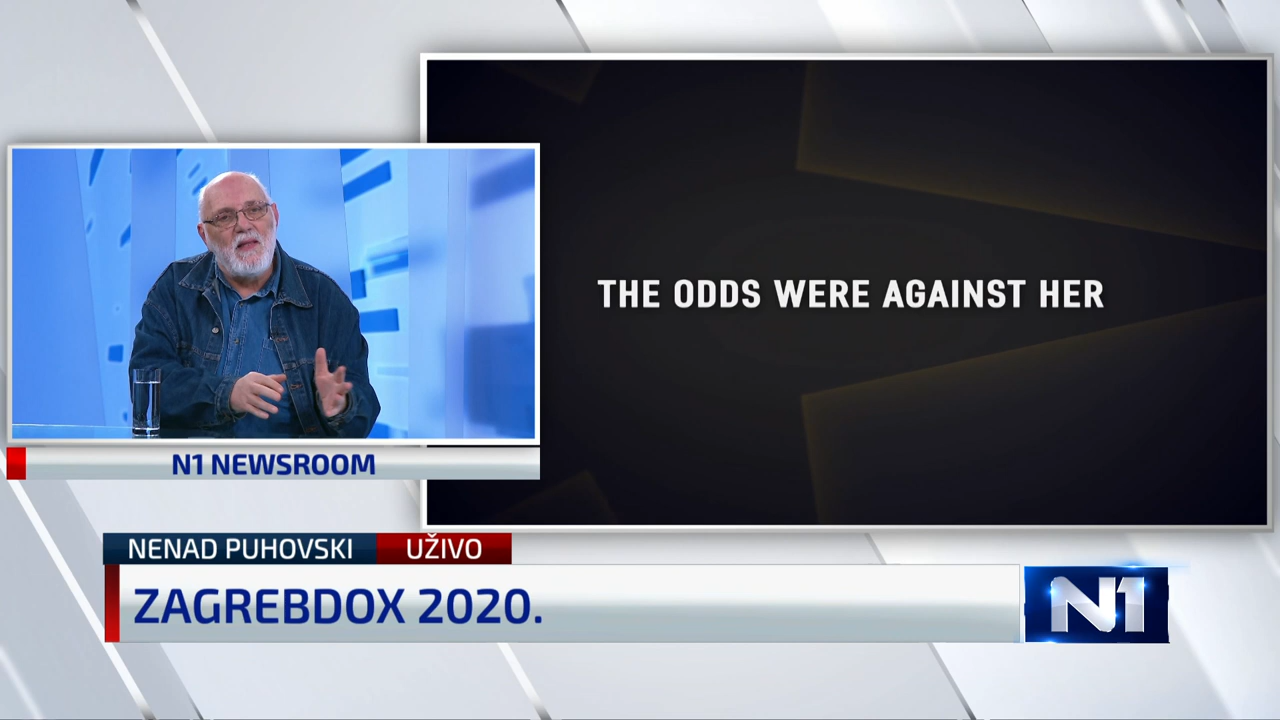 THE ODDS WERE AGAINST HER
N1 NEWSROOM
NENAD PUHOVSKI UŽIVO
ZAGREBDOX 2020.
N1